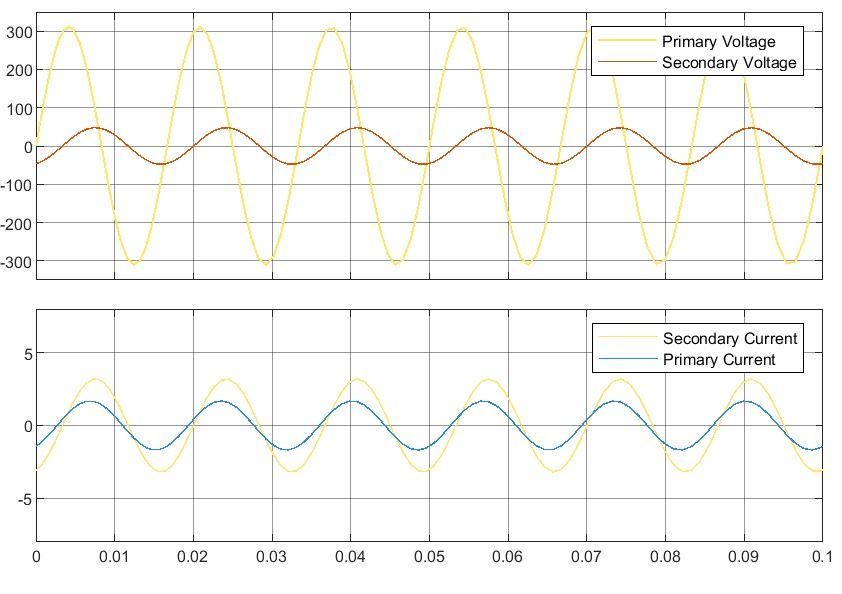 300
200
100
0
-100
-200
-300
Primary Voltage
Secondary Voltage
5
0
-5
Secondary Current
Primary Current
0 0.01 0.02 0.03 0.04 0.05 0.06 0.07 0.08 0.09 0.1